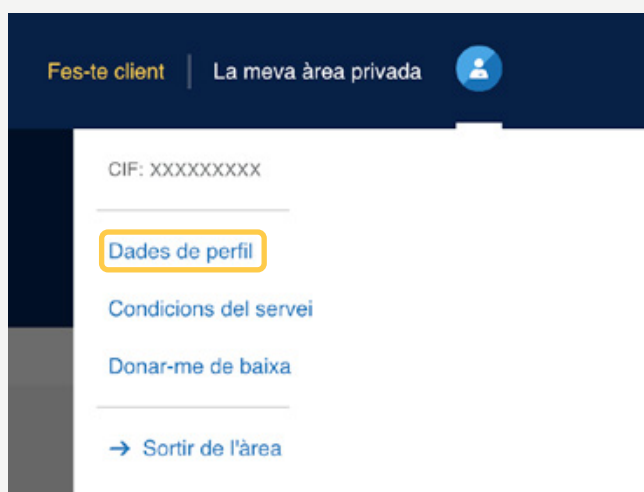 Fes-te client
La meva àrea privada
CIF: XXXXXXXXX
Dades de perfil
Condicions del servei
Donar-me de baixa
→ Sortir de l'àrea